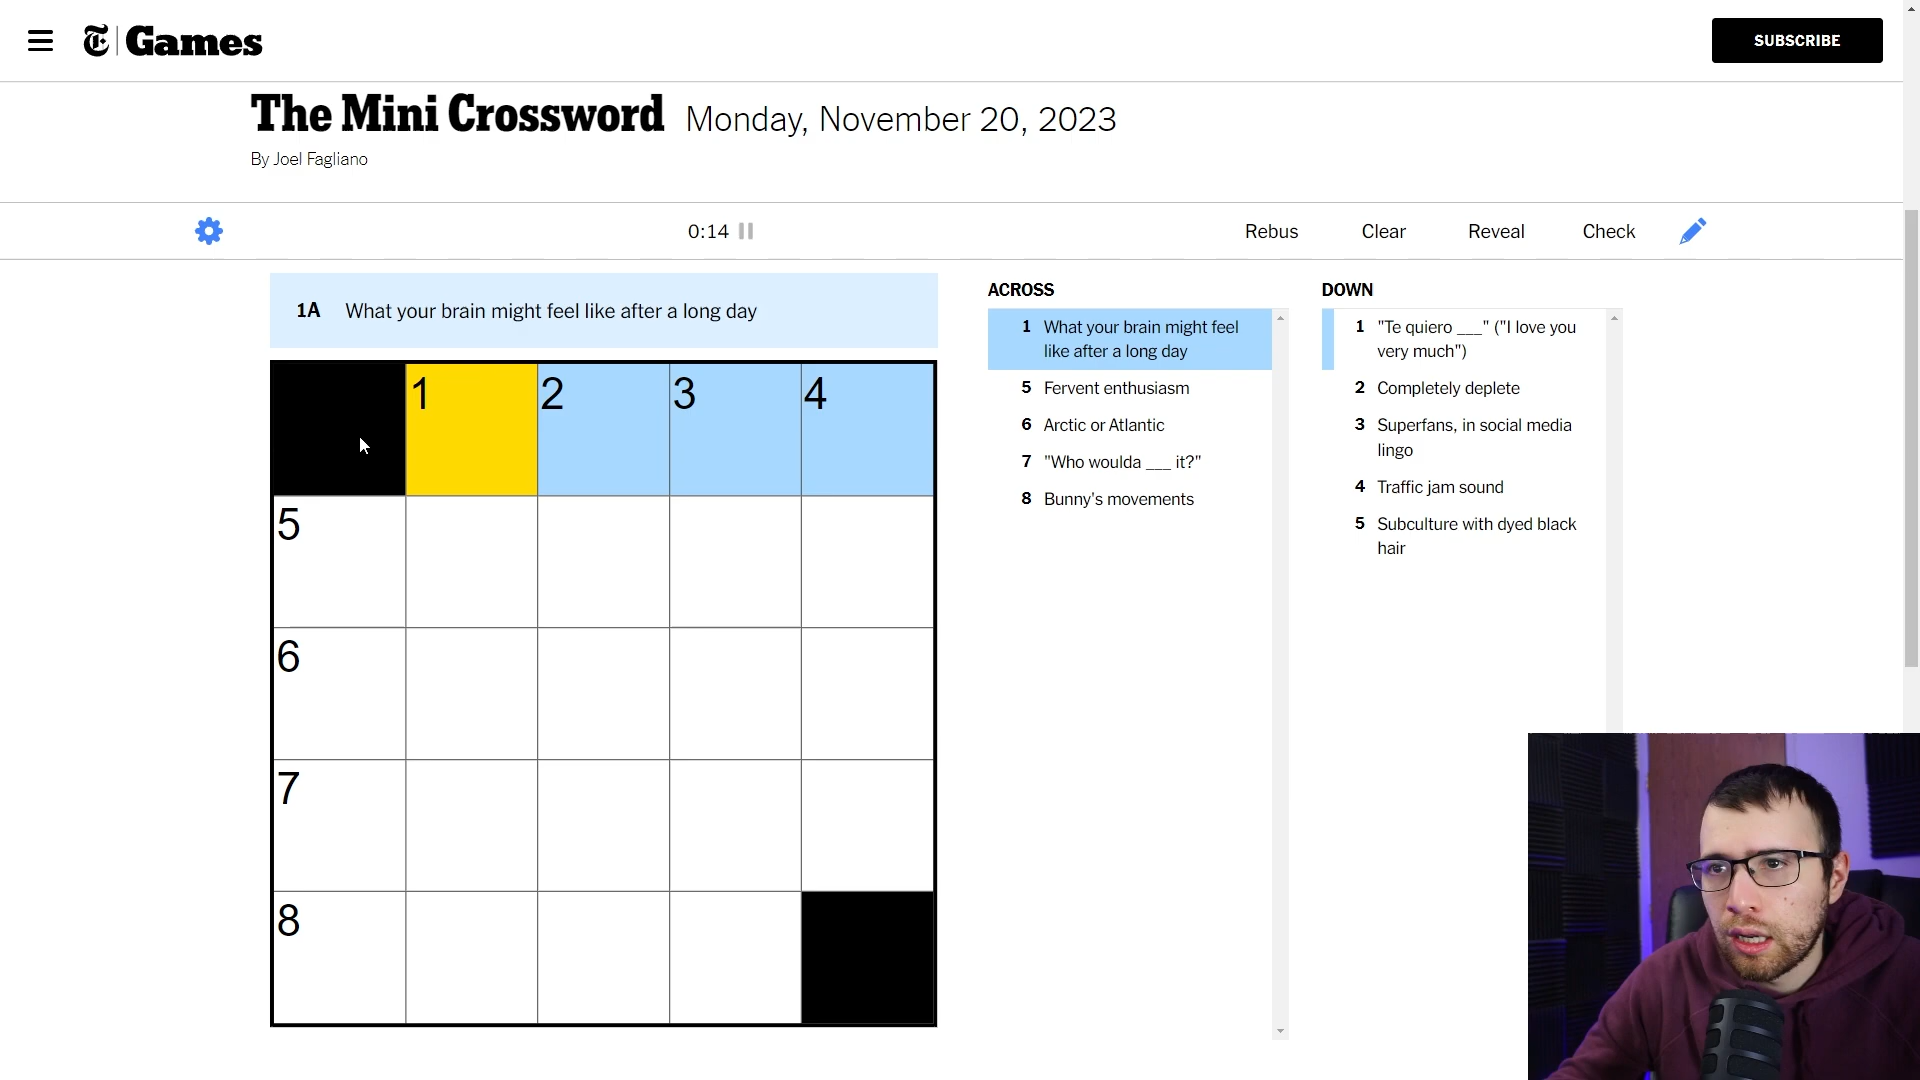 Games
SUBSCRIBE
The Mini Crossword Monday, November 20, 2023
By Joel Fagliano
0:14
Rebus Clear Reveal Check
1A What your brain might feel like after a long day
1 2 3 4
5
6
7
8
ACROSS
1 What your brain might feel
like after a long day
5 Fervent enthusiasm
6 Arctic or Atlantic
7 "Who woulda ___ it?"
8 Bunny's movements
DOWN
1 "Te quiero ___" ("I love you
very much")
2 Completely deplete
3 Superfans, in social media
lingo
4 Traffic jam sound
5 Subculture with dyed black
hair